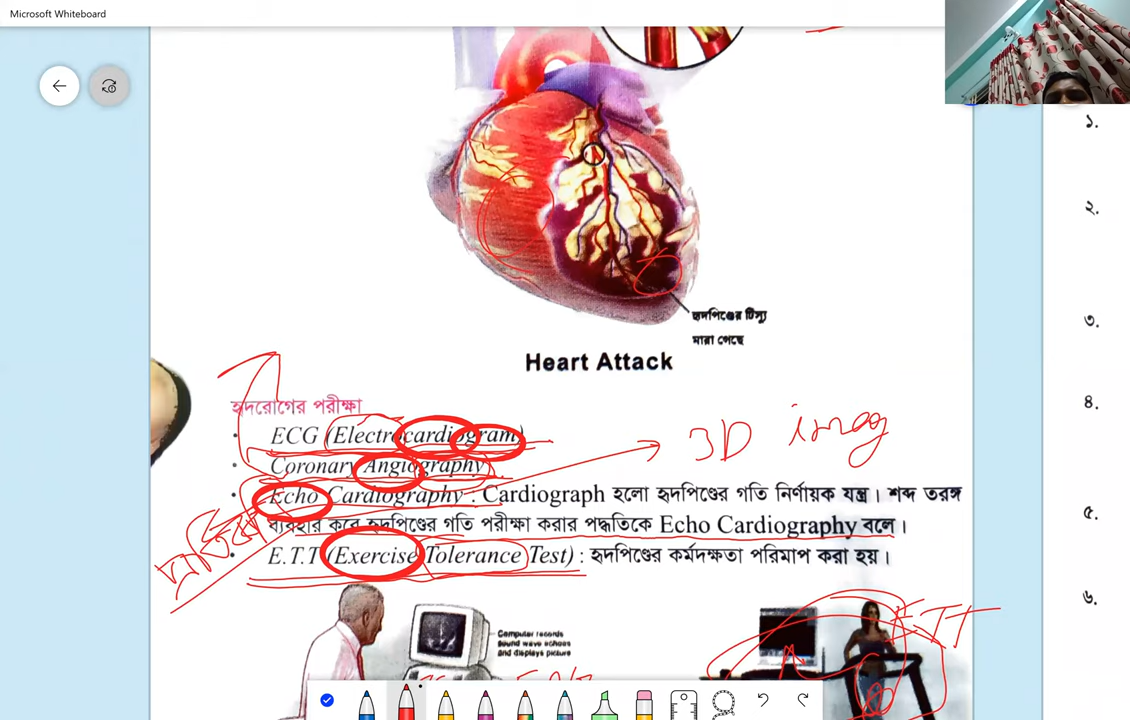 Microsoft Whiteboard
১.
২.
৩.
৪.
৫.
৬.
হৃদপিণ্ডের টিস্যু
মারা গেছে
Heart Attack
হৃদরোগের পরীক্ষা
ECG (Electrocardiogram)
Coronary Angiography
Echo Cardiography : Cardiograph হলো হৃদপিণ্ডের গতি নির্ণায়ক যন্ত্র। শব্দ তরঙ্গ
ব্যবহার করে হৃদপিণ্ডের গতি পরীক্ষা করার পদ্ধতিকে Echo Cardiography বলে।
E.T.T (Exercise Tolerance Test) : হৃদপিণ্ডের কর্মদক্ষতা পরিমাপ করা হয়।
3D imag
ETT
Computer records
sound wave echoes
and displays picture